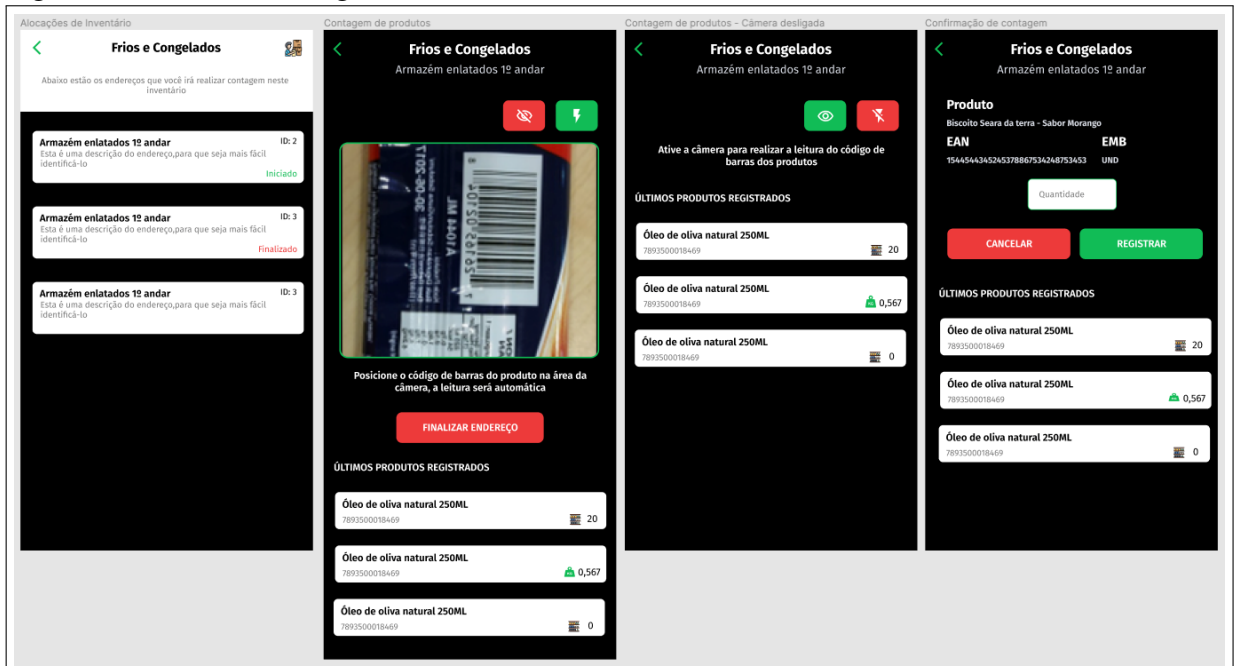 Alocações de Inventário
Frios e Congelados
Abaixo estão os endereços que você irá realizar contagem neste
inventário
Armazém enlatados 1º andar
ID: 2
Esta é uma descrição do endereço,para que seja mais fácil
identificá-lo
Iniciado
Armazém enlatados 1º andar
ID: 3
Esta é uma descrição do endereço,para que seja mais fácil
identificá-lo
Finalizado
Armazém enlatados 1º andar
ID: 3
Esta é uma descrição do endereço,para que seja mais fácil
identificá-lo
Contagem de produtos
Frios e Congelados
Armazém enlatados 1º andar
30-06-2017
A1044 JM
Posicione o código de barras do produto na área da
câmera, a leitura será automática
FINALIZAR ENDEREÇO
ÚLTIMOS PRODUTOS REGISTRADOS
Óleo de oliva natural 250ML
7893500018469
20
Óleo de oliva natural 250ML
7893500018469
0,567
Óleo de oliva natural 250ML
7893500018469
0
Contagem de produtos - Câmera desligada
Frios e Congelados
Armazém enlatados 1º andar
Ative a câmera para realizar a leitura do código de
barras dos produtos
ÚLTIMOS PRODUTOS REGISTRADOS
Óleo de oliva natural 250ML
7893500018469
20
Óleo de oliva natural 250ML
7893500018469
0,567
Óleo de oliva natural 250ML
7893500018469
0
Confirmação de contagem
Frios e Congelados
Armazém enlatados 1º andar
Produto
Biscoito Seara da terra - Sabor Morango
EAN
EMB
15445443452453788675342487534​53
UND
Quantidade
CANCELAR
REGISTRAR
ÚLTIMOS PRODUTOS REGISTRADOS
Óleo de oliva natural 250ML
7893500018469
20
Óleo de oliva natural 250ML
7893500018469
0,567
Óleo de oliva natural 250ML
7893500018469
0